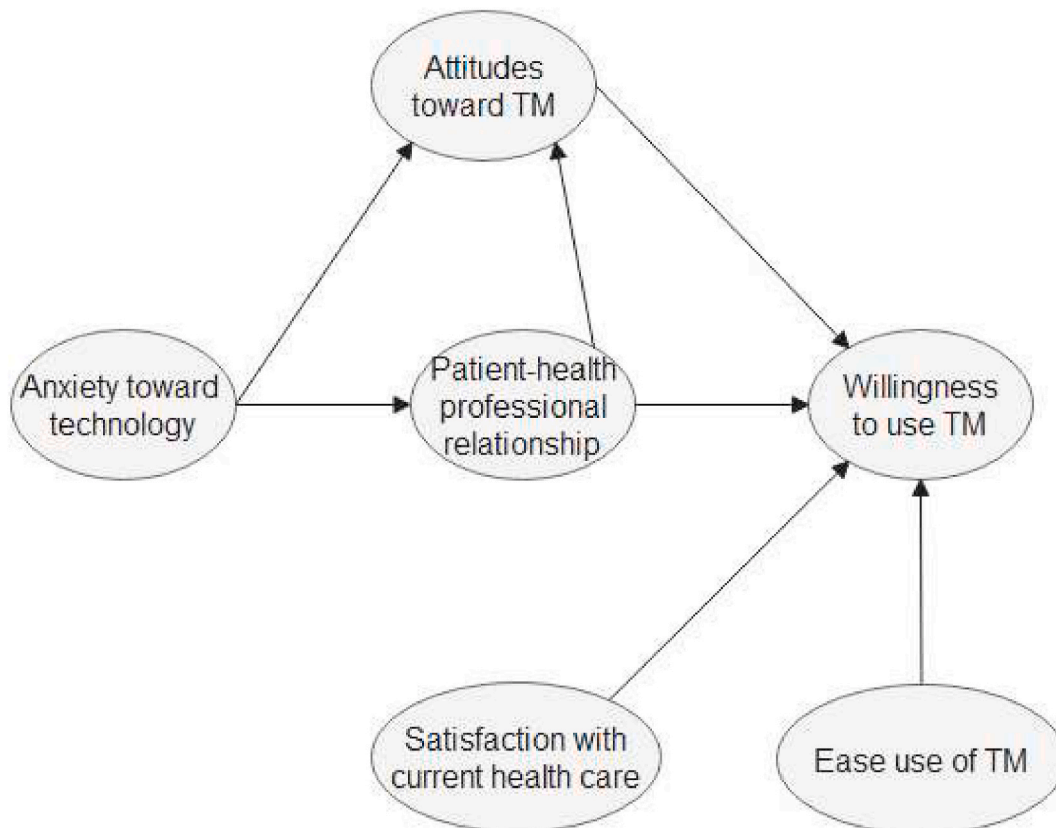 Attitudes
toward TM
Anxiety toward
technology
Patient-health
professional
relationship
Willingness
to use TM
Satisfaction with
current health care
Ease use of TM